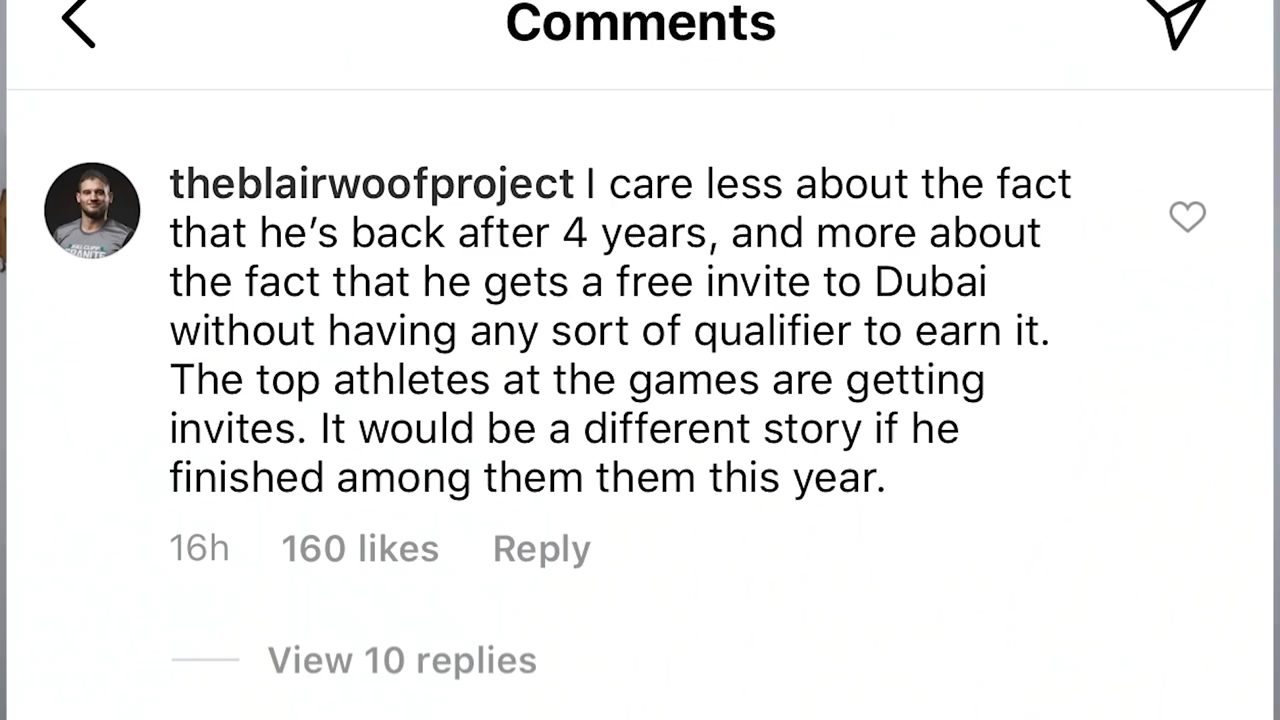 Comments
theblairwoofproject I care less about the fact
that he’s back after 4 years, and more about
the fact that he gets a free invite to Dubai
without having any sort of qualifier to earn it.
The top athletes at the games are getting
invites. It would be a different story if he
finished among them them this year.
16h 160 likes Reply
View 10 replies